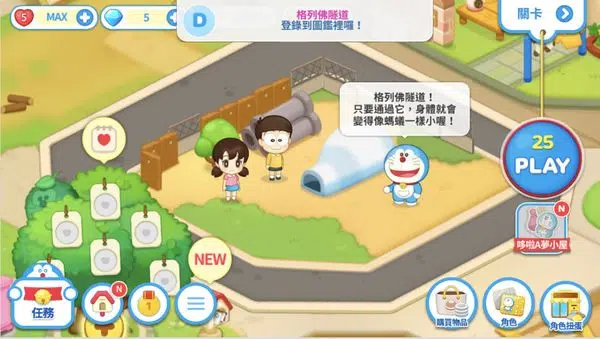 5
MAX
5
D
格列佛隧道
登錄到圖鑑裡囉！
關卡
格列佛隧道！
只要通過它，身體就會
變得像螞蟻一樣小喔！
25
PLAY
N
哆啦A夢小屋
NEW
任務
N
1
購買物品
角色
角色扭蛋